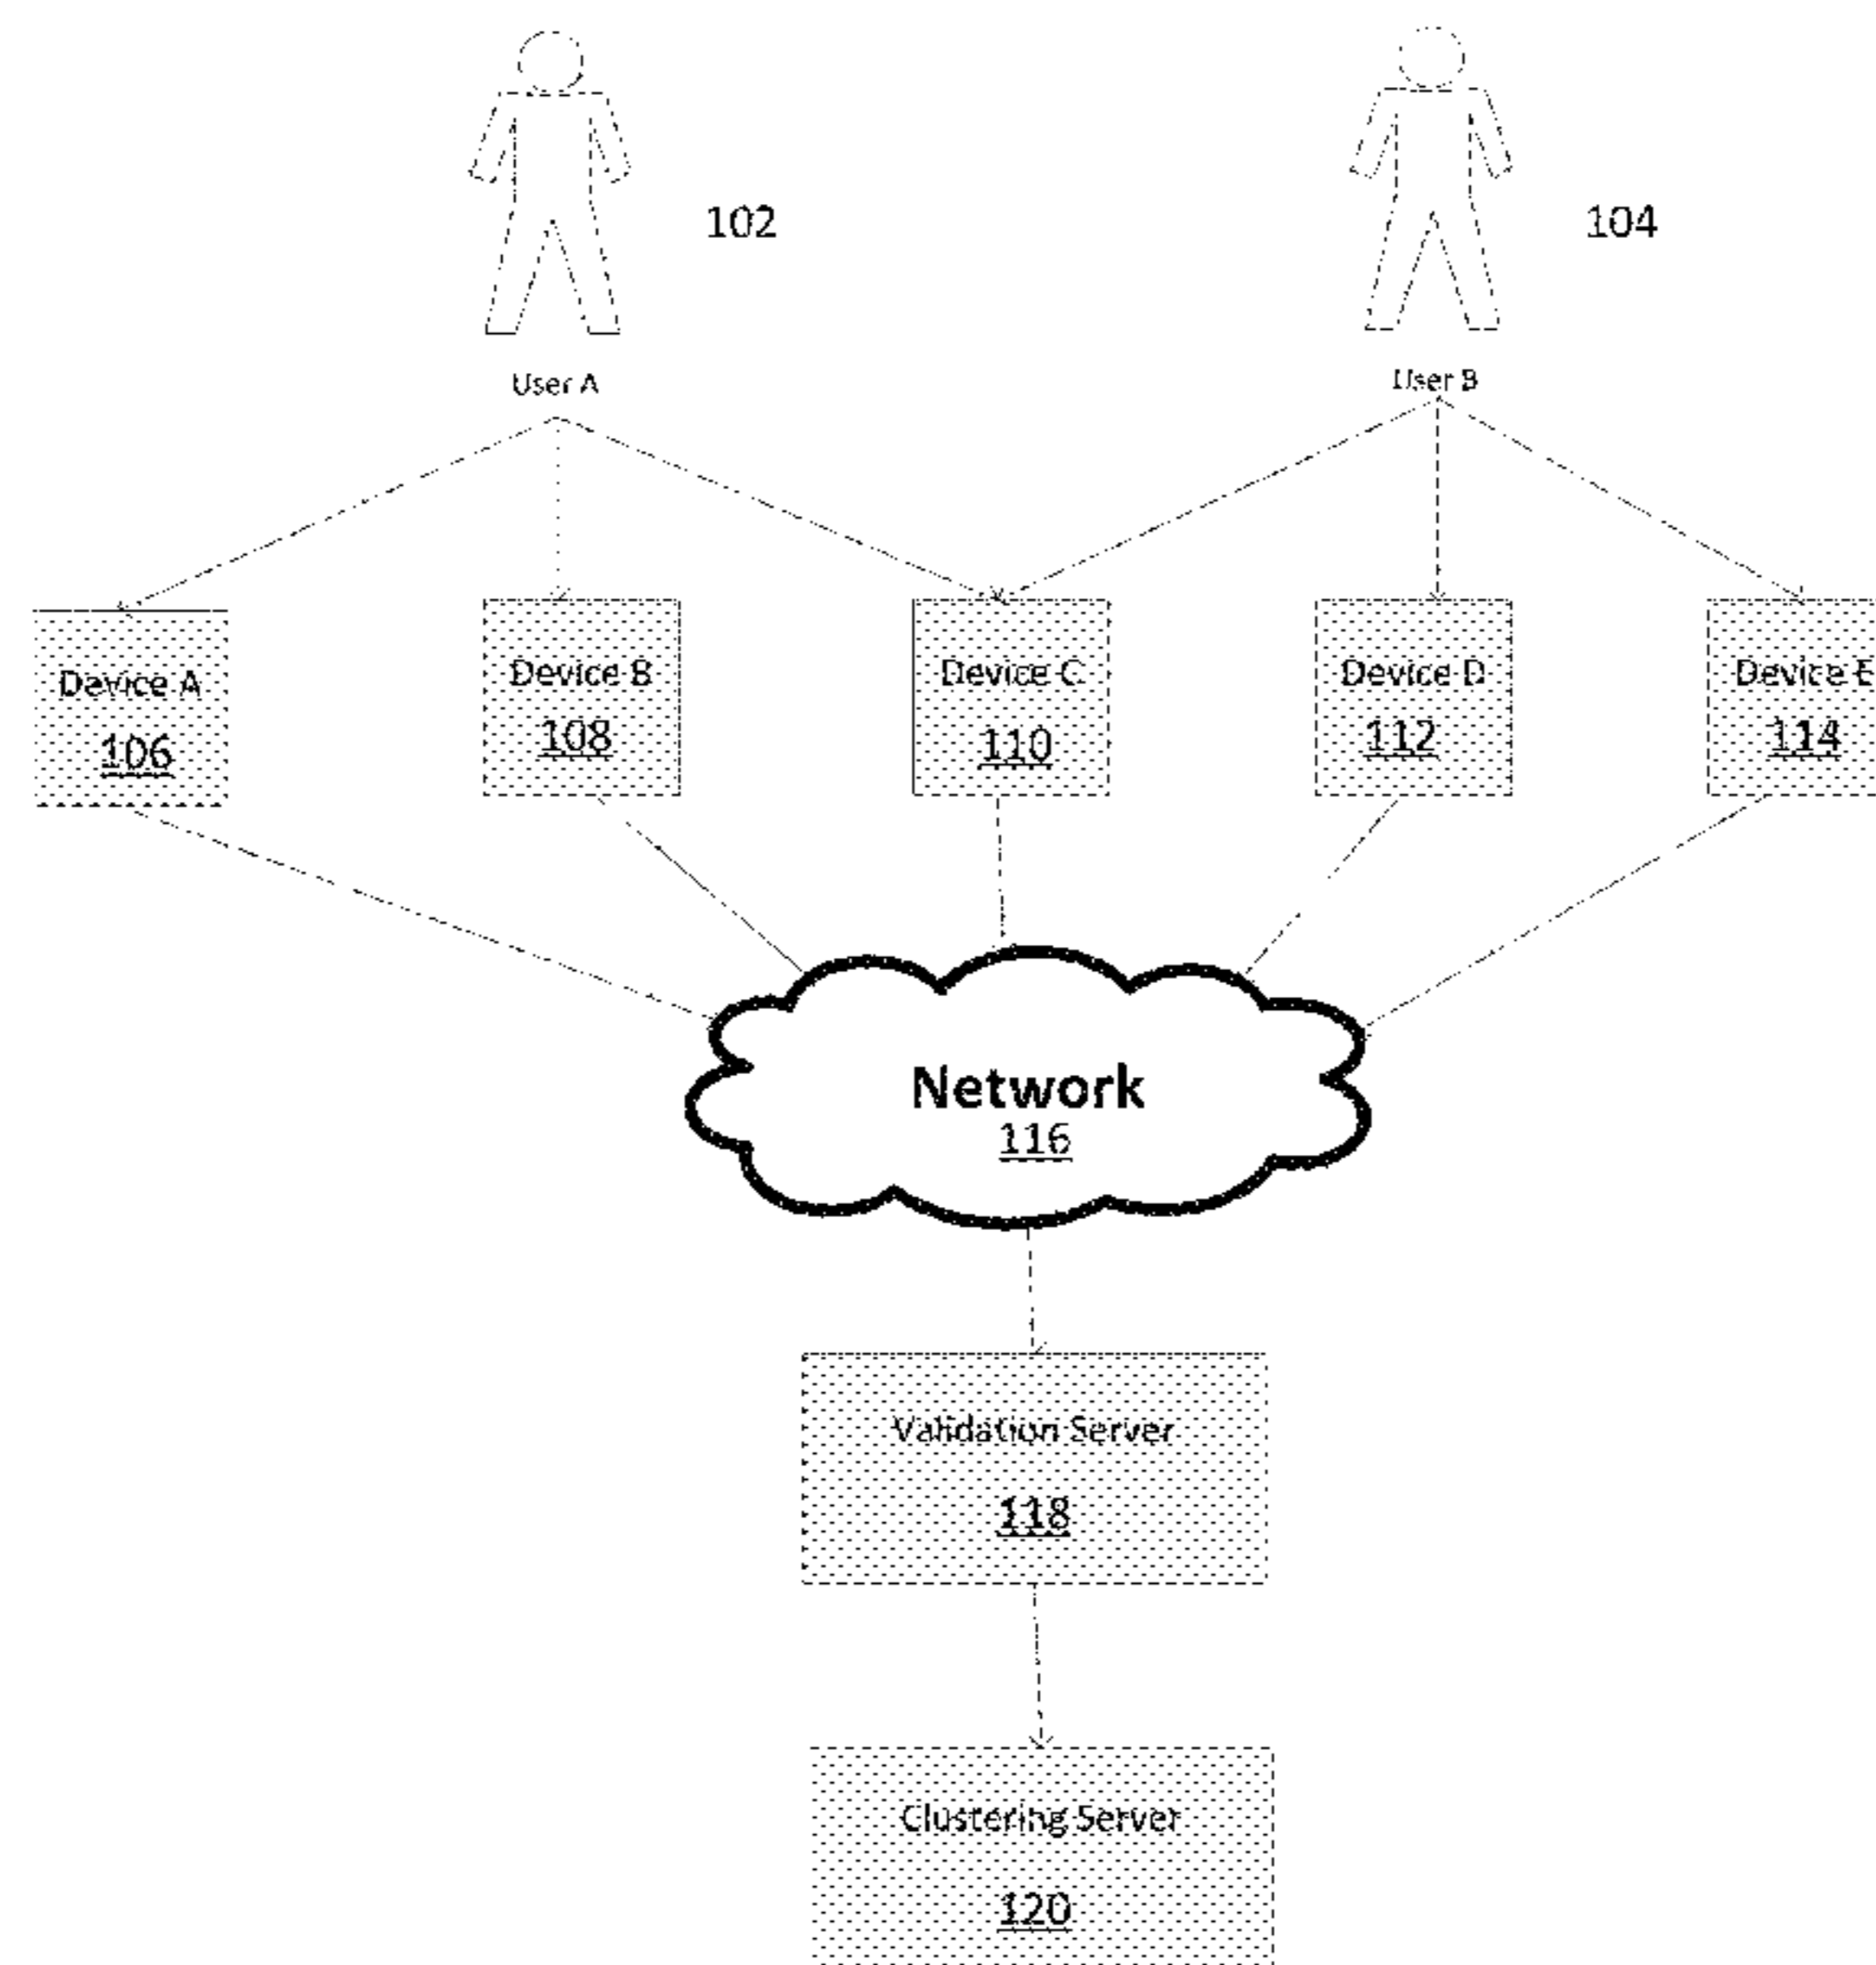 102
104
User A
User B
Device A
106
Device B
108
Device C
110
Device D
112
Device E
114
Network
116
Validation Server
118
Clustering Server
120